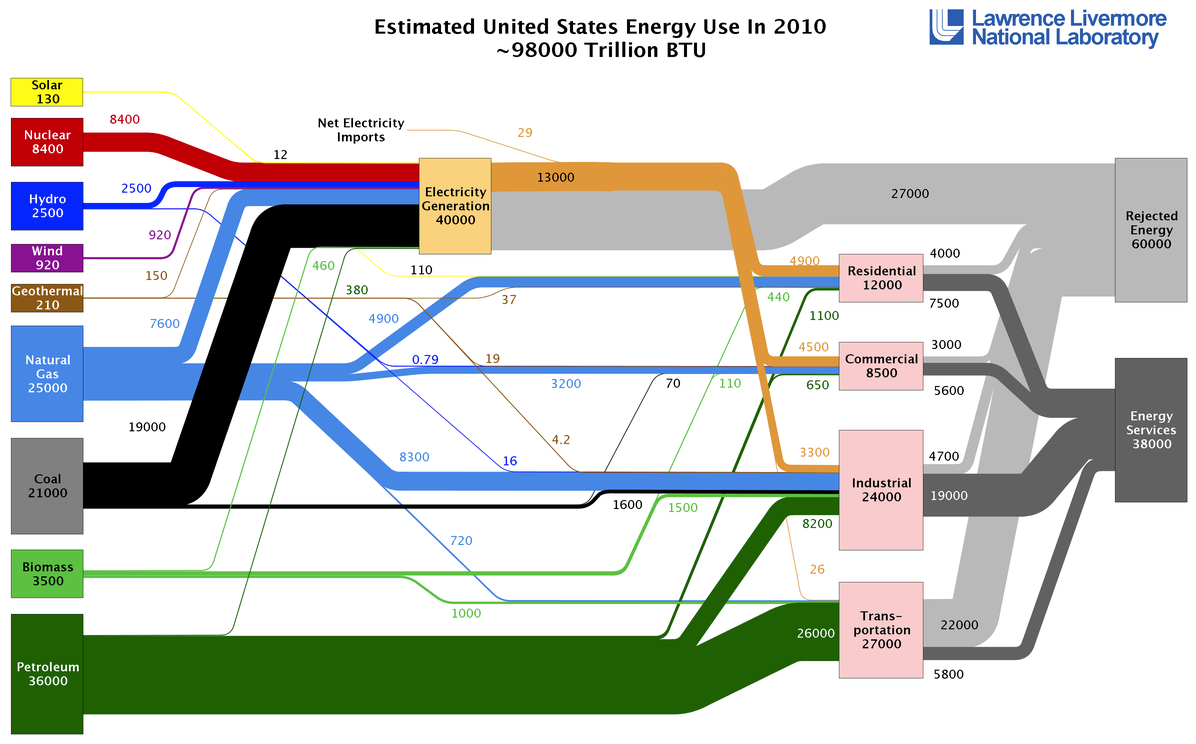 Estimated United States Energy Use In 2010
~98000 Trillion BTU
Lawrence Livermore
National Laboratory
Solar
130
Nuclear
8400
8400
Net Electricity
Imports
29
12
13000
Electricity
Generation
40000
27000
Rejected
Energy
60000
Hydro
2500
2500
Wind
920
920
Geothermal
210
150
460
380
110
37
4900
Residential
12000
4000
7500
440
1100
Natural
Gas
25000
7600
4900
0.79
19
3200
70
110
4500
Commercial
8500
3000
5600
650
Energy
Services
38000
Coal
21000
19000
8300
16
4.2
1600
1500
3300
Industrial
24000
4700
19000
8200
Biomass
3500
720
1000
26
Petroleum
36000
26000
Trans-
portation
27000
22000
5800